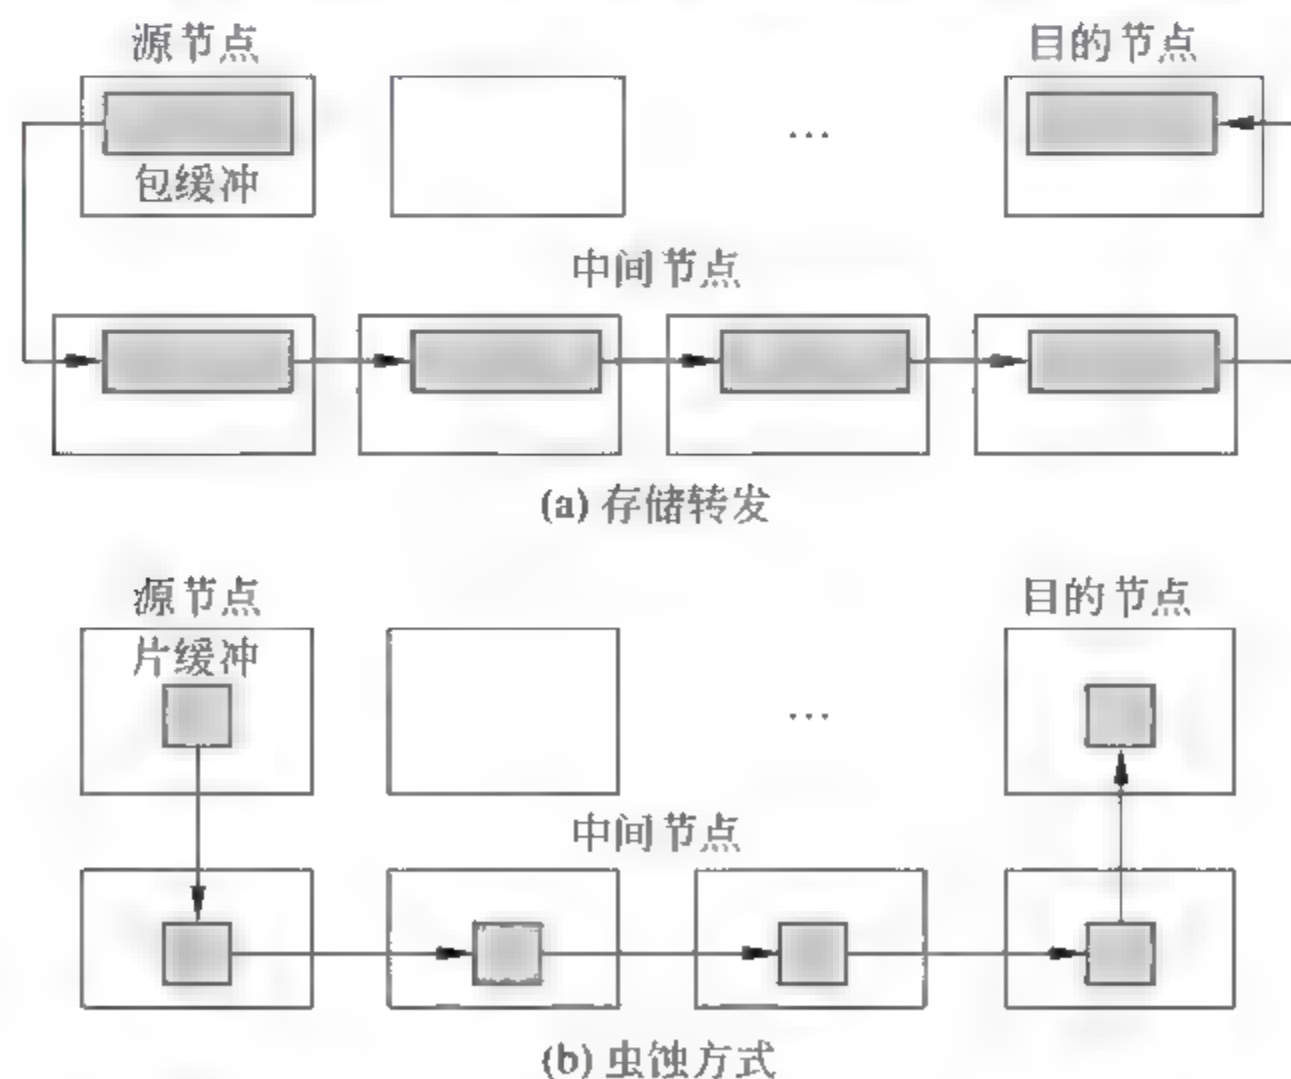 源节点
目的节点
包缓冲
...
中间节点
(a) 存储转发
源节点
目的节点
片缓冲
...
中间节点
(b) 虫蚀方式